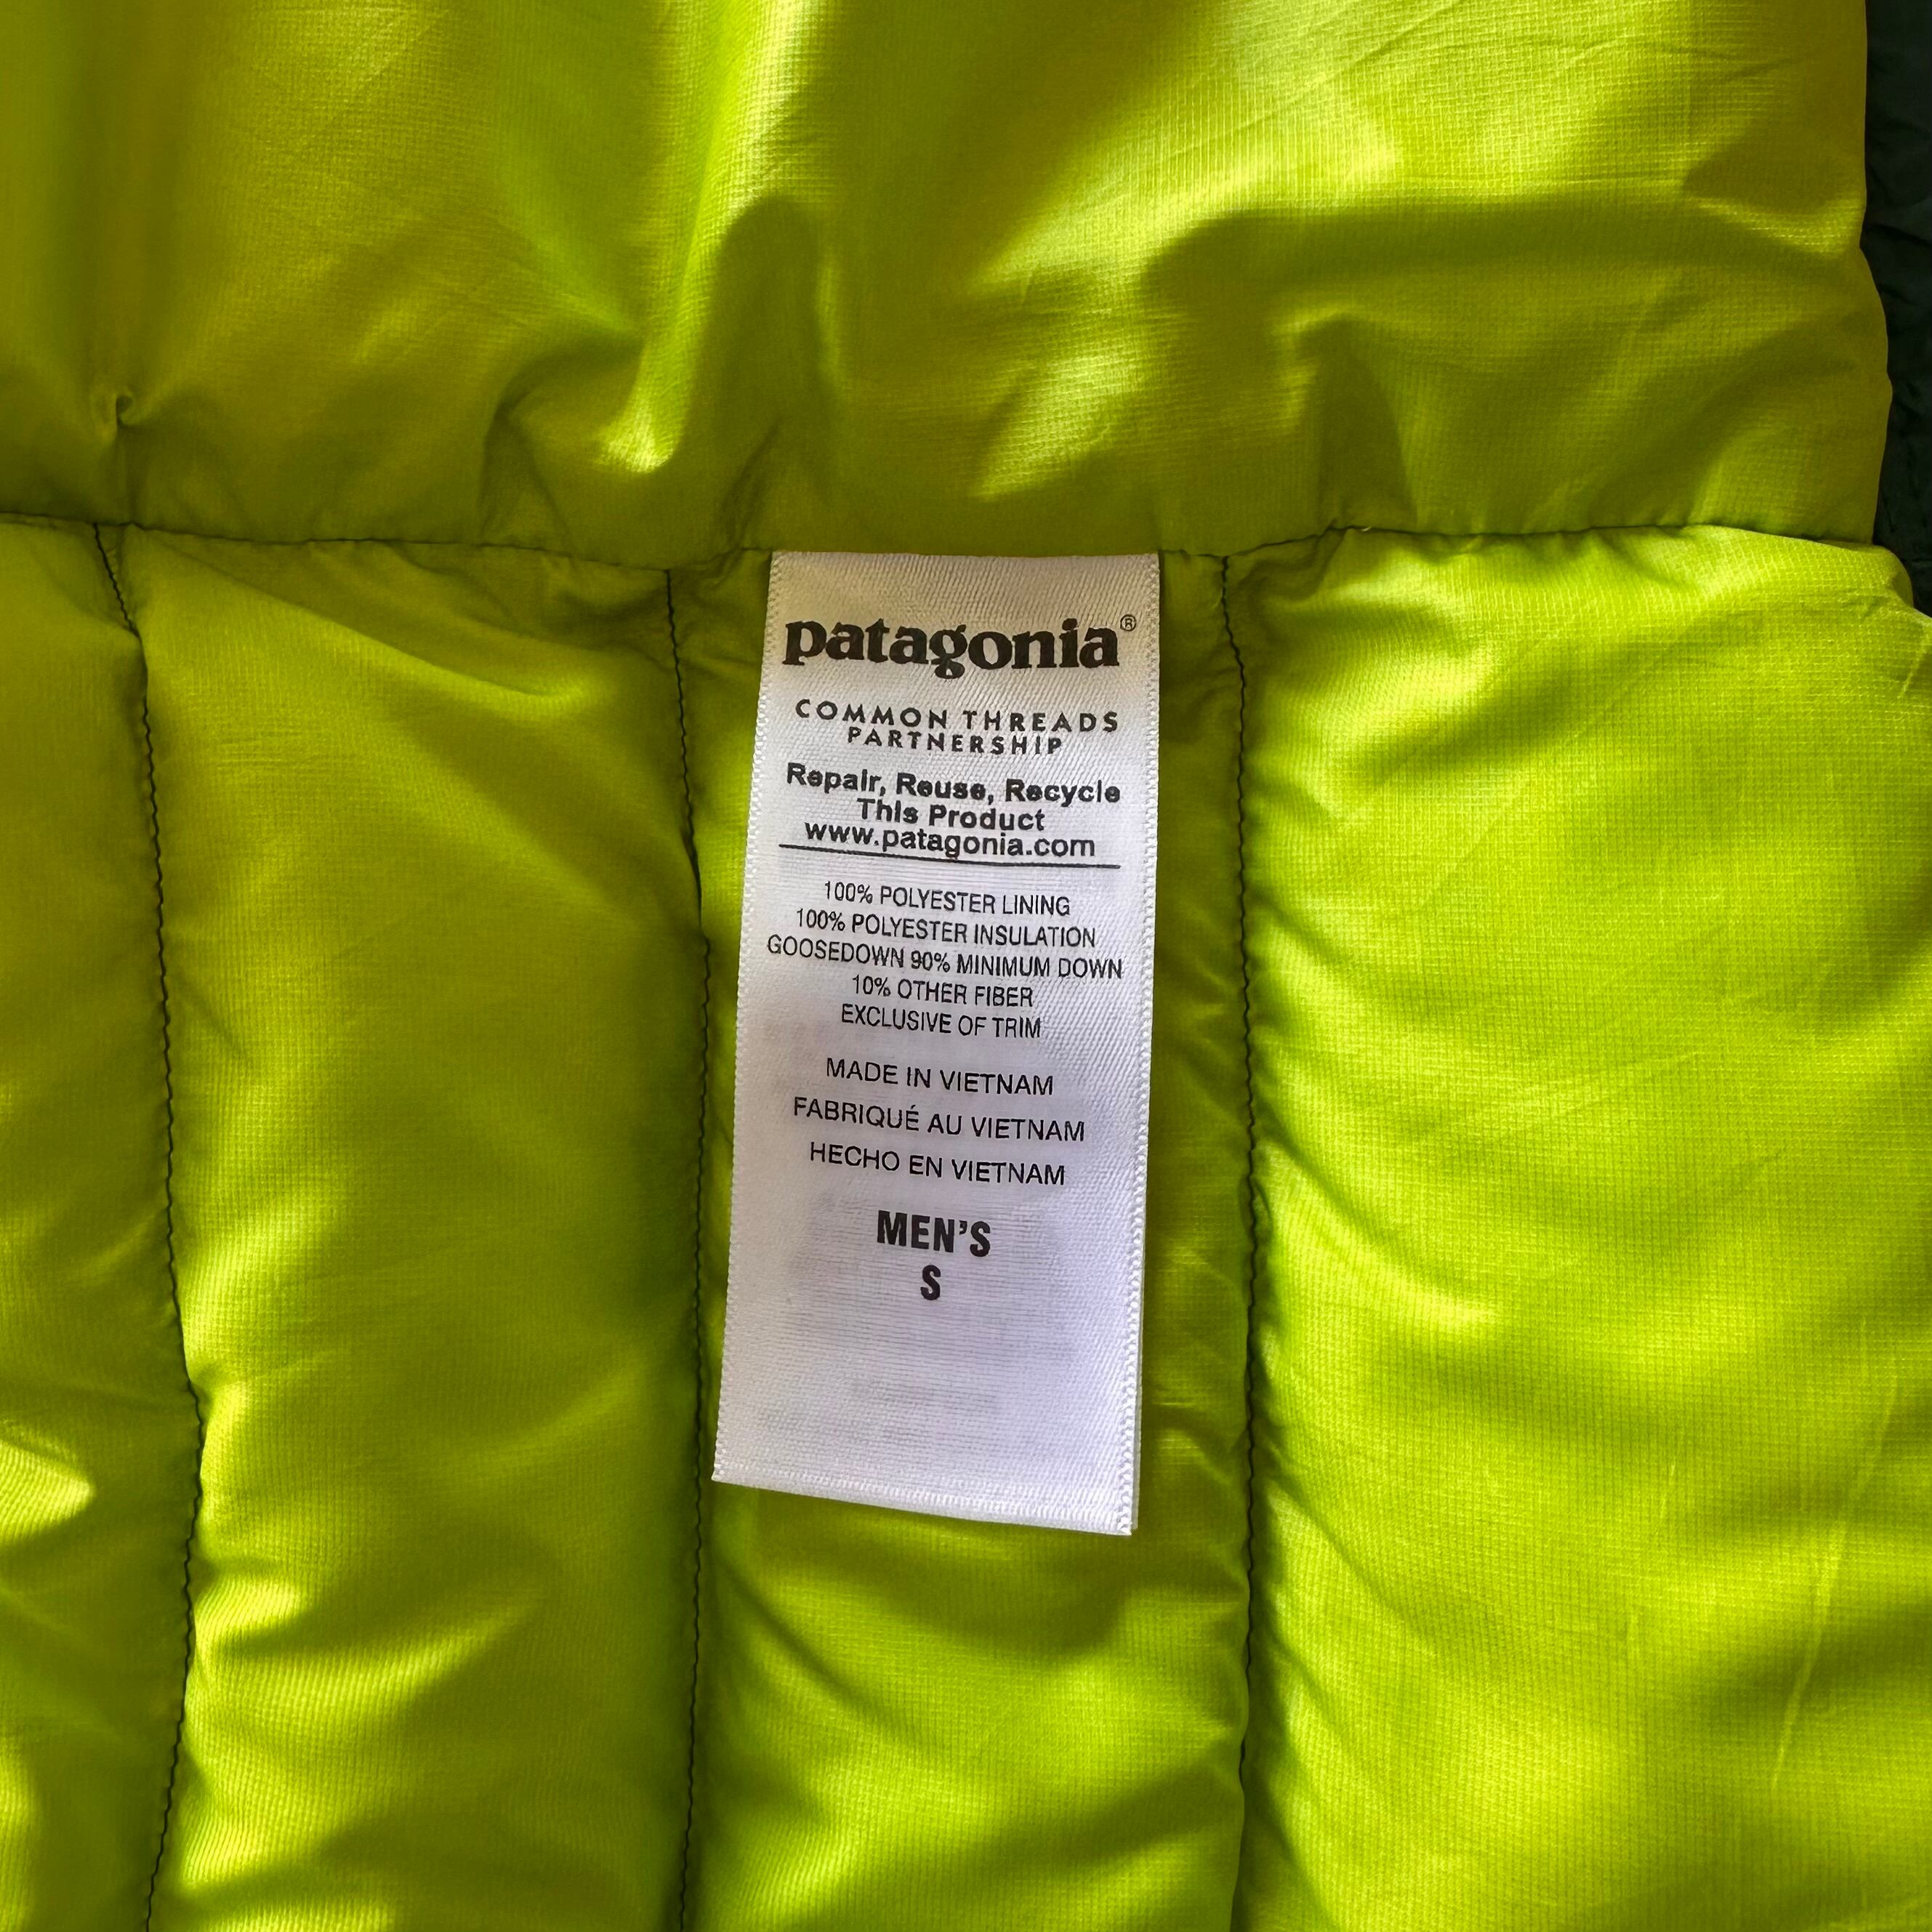 patagonia®
COMMON THREADS
PARTNERSHIP
Repair, Reuse, Recycle
This Product
www.patagonia.com
100% POLYESTER LINING
100% POLYESTER INSULATION
GOOSEDOWN 90% MINIMUM DOWN
10% OTHER FIBER
EXCLUSIVE OF TRIM
MADE IN VIETNAM
FABRIQUÉ AU VIETNAM
HECHO EN VIETNAM
MEN'S
S